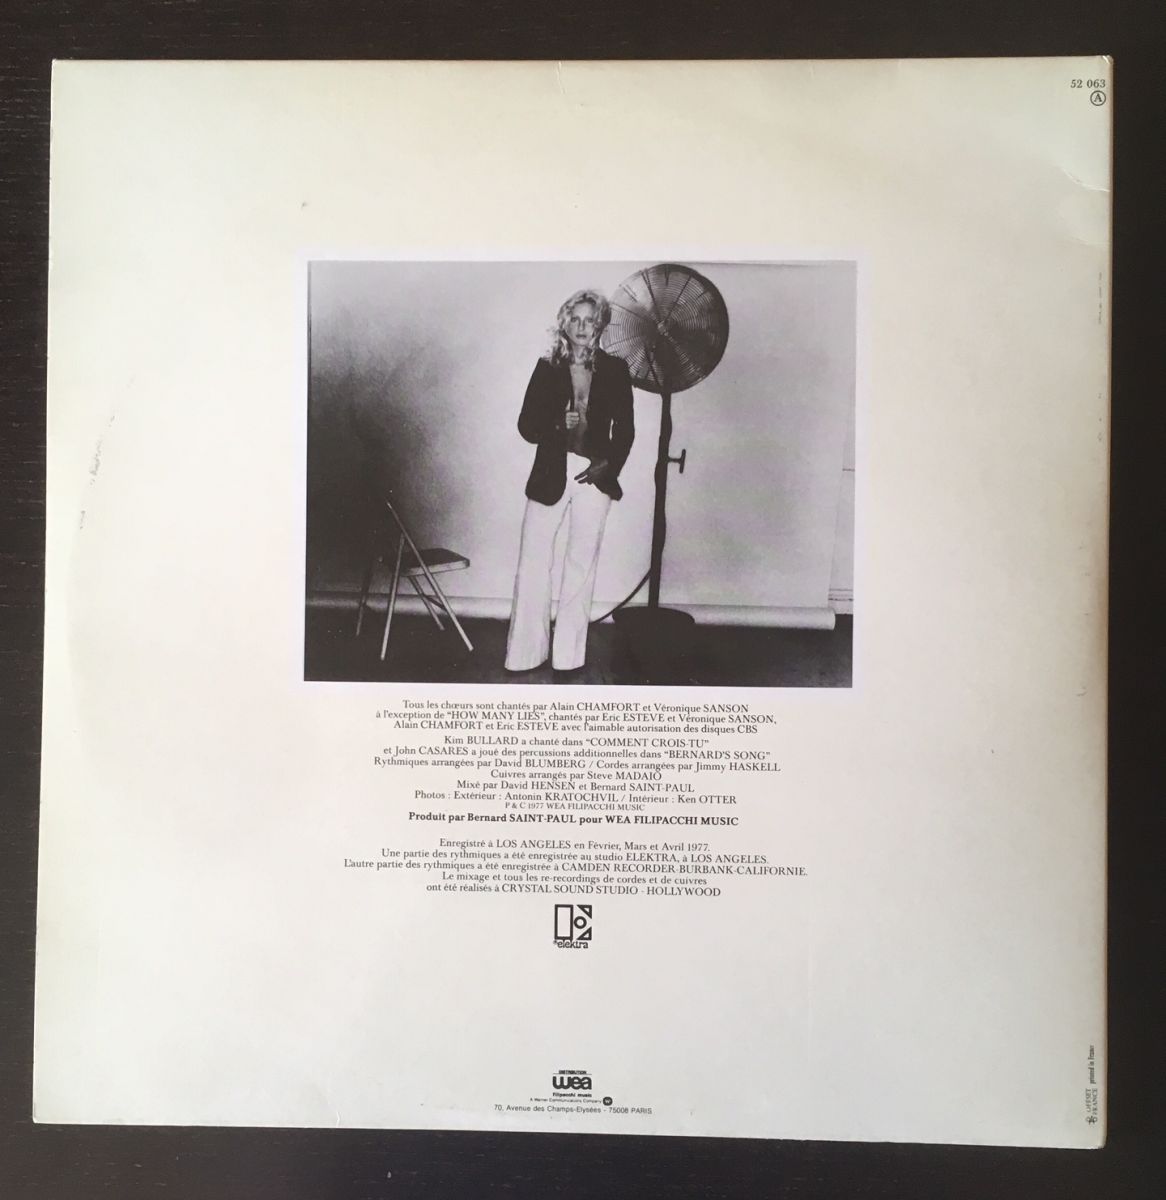 52 063
A
Tous les chœurs sont chantés par Alain CHAMFORT et Véronique SANSON
à l'exception de "HOW MANY LIES", chantés par Eric ESTEVE et Véronique SANSON,
Alain CHAMFORT et Eric ESTEVE avec l'aimable autorisation des disques CBS
Kim BULLARD a chanté dans "COMMENT CROIS-TU"
et John CASARES a joué des percussions additionnelles dans "BERNARD'S SONG"
Rythmiques arrangées par David BLUMBERG / Cordes arrangées par Jimmy HASKELL
Cuivres arrangés par Steve MADAIO
Mixé par David HENSEN et Bernard SAINT-PAUL
Photos : Extérieur : Antonin KRATOCHVIL / Intérieur : Ken OTTER
P & C 1977 WEA FILIPACCHI MUSIC
Produit par Bernard SAINT-PAUL pour WEA FILIPACCHI MUSIC
Enregistré à LOS ANGELES en Février, Mars et Avril 1977.
Une partie des rythmiques a été enregistrée au studio ELEKTRA, à LOS ANGELES.
L'autre partie des rythmiques a été enregistrée à CAMDEN RECORDER-BURBANK-CALIFORNIE.
Le mixage et tous les re-recordings de cordes et de cuivres
ont été réalisés à CRYSTAL SOUND STUDIO - HOLLYWOOD
elektra
DISTRIBUTION
wea
Filipacchi music
A Warner Communications Company
70, Avenue des Champs-Elysées - 75008 PARIS
OFFSET
FRANCE
printed in France